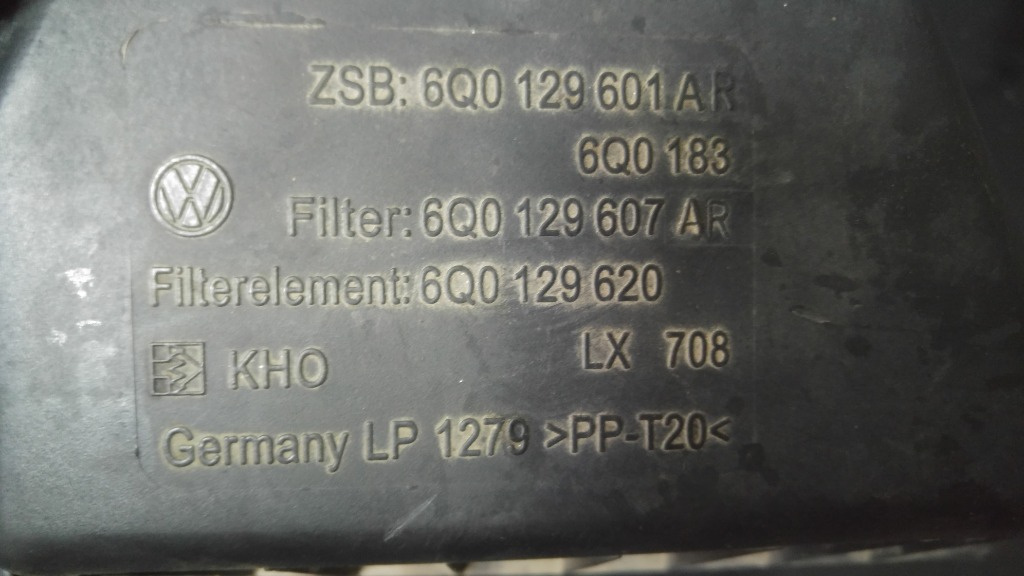 ZSB: 6Q0 129 601 AR
6Q0 183
Filter: 6Q0 129 607 AR
Filterelement: 6Q0 129 620
LX 708
KHO
Germany LP 1279 >PP-T20<